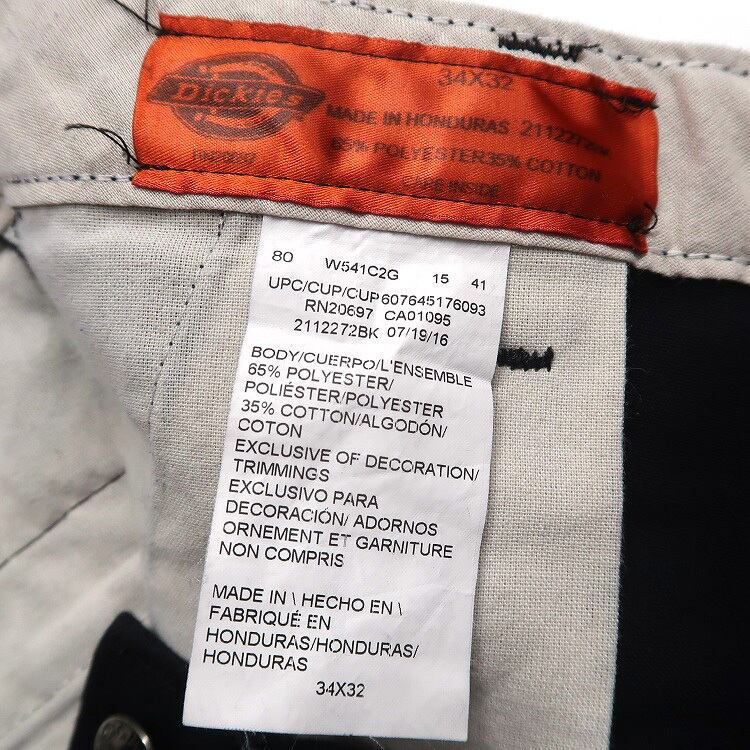 34X32
Dickies
MADE IN HONDURAS 2112272BK
65% POLYESTER35% COTTON
CARE INSIDE
80 W541C2G 15 41
UPC/CUP/CUP607645176093
RN20697 CA01095
2112272BK 07/19/16
BODY/CUERPO/L'ENSEMBLE
65% POLYESTER/
POLIÉSTER/POLYESTER
35% COTTON/ALGODÓN/
COTON
EXCLUSIVE OF DECORATION/
TRIMMINGS
EXCLUSIVO PARA
DECORACIÓN/ ADORNOS
ORNEMENT ET GARNITURE
NON COMPRIS
MADE IN \ HECHO EN \
FABRIQUÉ EN
HONDURAS/HONDURAS/
HONDURAS
34X32